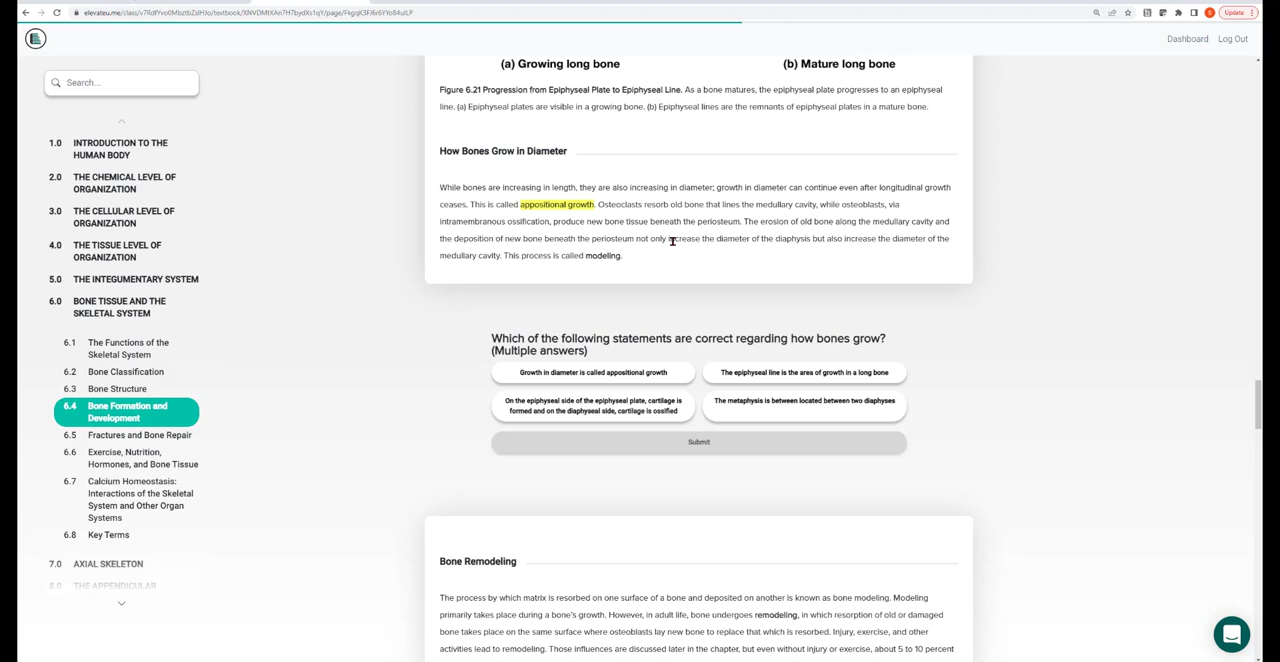 elevateu.me/class/v7RdfYvo0MbztbZslHJo/textbook/XNVDMtXAn7H7bydXs1qY/page/FkgqK3FJ6r6YYo84ulLP
Update
Dashboard
Log Out
Search...
1.0 INTRODUCTION TO THE
HUMAN BODY
2.0 THE CHEMICAL LEVEL OF
ORGANIZATION
3.0 THE CELLULAR LEVEL OF
ORGANIZATION
4.0 THE TISSUE LEVEL OF
ORGANIZATION
5.0 THE INTEGUMENTARY SYSTEM
6.0 BONE TISSUE AND THE
SKELETAL SYSTEM
6.1 The Functions of the
Skeletal System
6.2 Bone Classification
6.3 Bone Structure
6.4 Bone Formation and
Development
6.5 Fractures and Bone Repair
6.6 Exercise, Nutrition,
Hormones, and Bone Tissue
6.7 Calcium Homeostasis:
Interactions of the Skeletal
System and Other Organ
Systems
6.8 Key Terms
7.0 AXIAL SKELETON
8.0 THE APPENDICULAR
(a) Growing long bone
(b) Mature long bone
Figure 6.21 Progression from Epiphyseal Plate to Epiphyseal Line. As a bone matures, the epiphyseal plate progresses to an epiphyseal
line. (a) Epiphyseal plates are visible in a growing bone. (b) Epiphyseal lines are the remnants of epiphyseal plates in a mature bone.
How Bones Grow in Diameter
While bones are increasing in length, they are also increasing in diameter; growth in diameter can continue even after longitudinal growth
ceases. This is called appositional growth. Osteoclasts resorb old bone that lines the medullary cavity, while osteoblasts, via
intramembranous ossification, produce new bone tissue beneath the periosteum. The erosion of old bone along the medullary cavity and
the deposition of new bone beneath the periosteum not only increase the diameter of the diaphysis but also increase the diameter of the
medullary cavity. This process is called modeling.
Which of the following statements are correct regarding how bones grow?
(Multiple answers)
Growth in diameter is called appositional growth
The epiphyseal line is the area of growth in a long bone
On the epiphyseal side of the epiphyseal plate, cartilage is
formed and on the diaphyseal side, cartilage is ossified
The metaphysis is between located between two diaphyses
Submit
Bone Remodeling
The process by which matrix is resorbed on one surface of a bone and deposited on another is known as bone modeling. Modeling
primarily takes place during a bone's growth. However, in adult life, bone undergoes remodeling, in which resorption of old or damaged
bone takes place on the same surface where osteoblasts lay new bone to replace that which is resorbed. Injury, exercise, and other
activities lead to remodeling. Those influences are discussed later in the chapter, but even without injury or exercise, about 5 to 10 percent